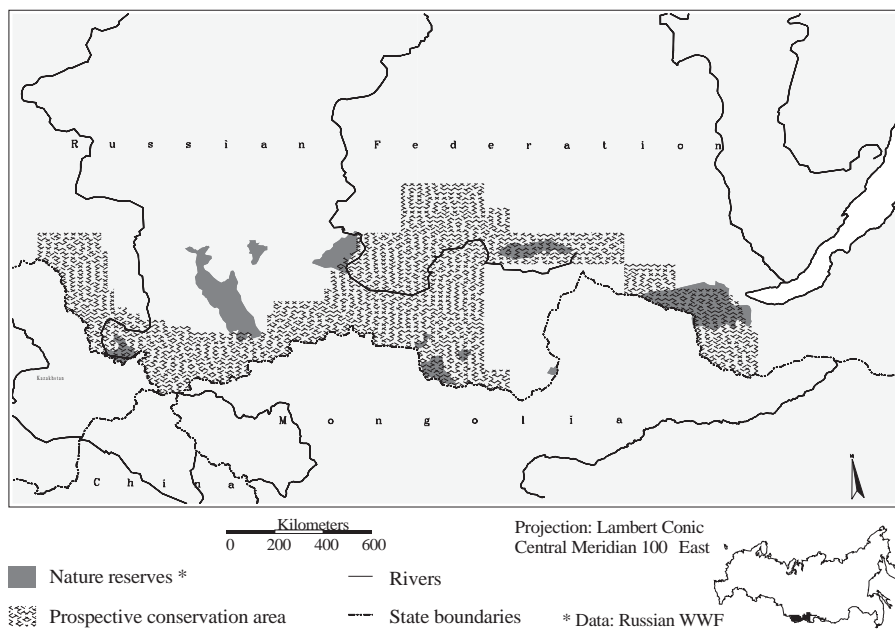 Russian Federation
Kazakhstan
Mongolia
China
N
Kilometers
0 200 400 600
Projection: Lambert Conic
Central Meridian 100 East
Nature reserves *
Rivers
Prospective conservation area
State boundaries
* Data: Russian WWF